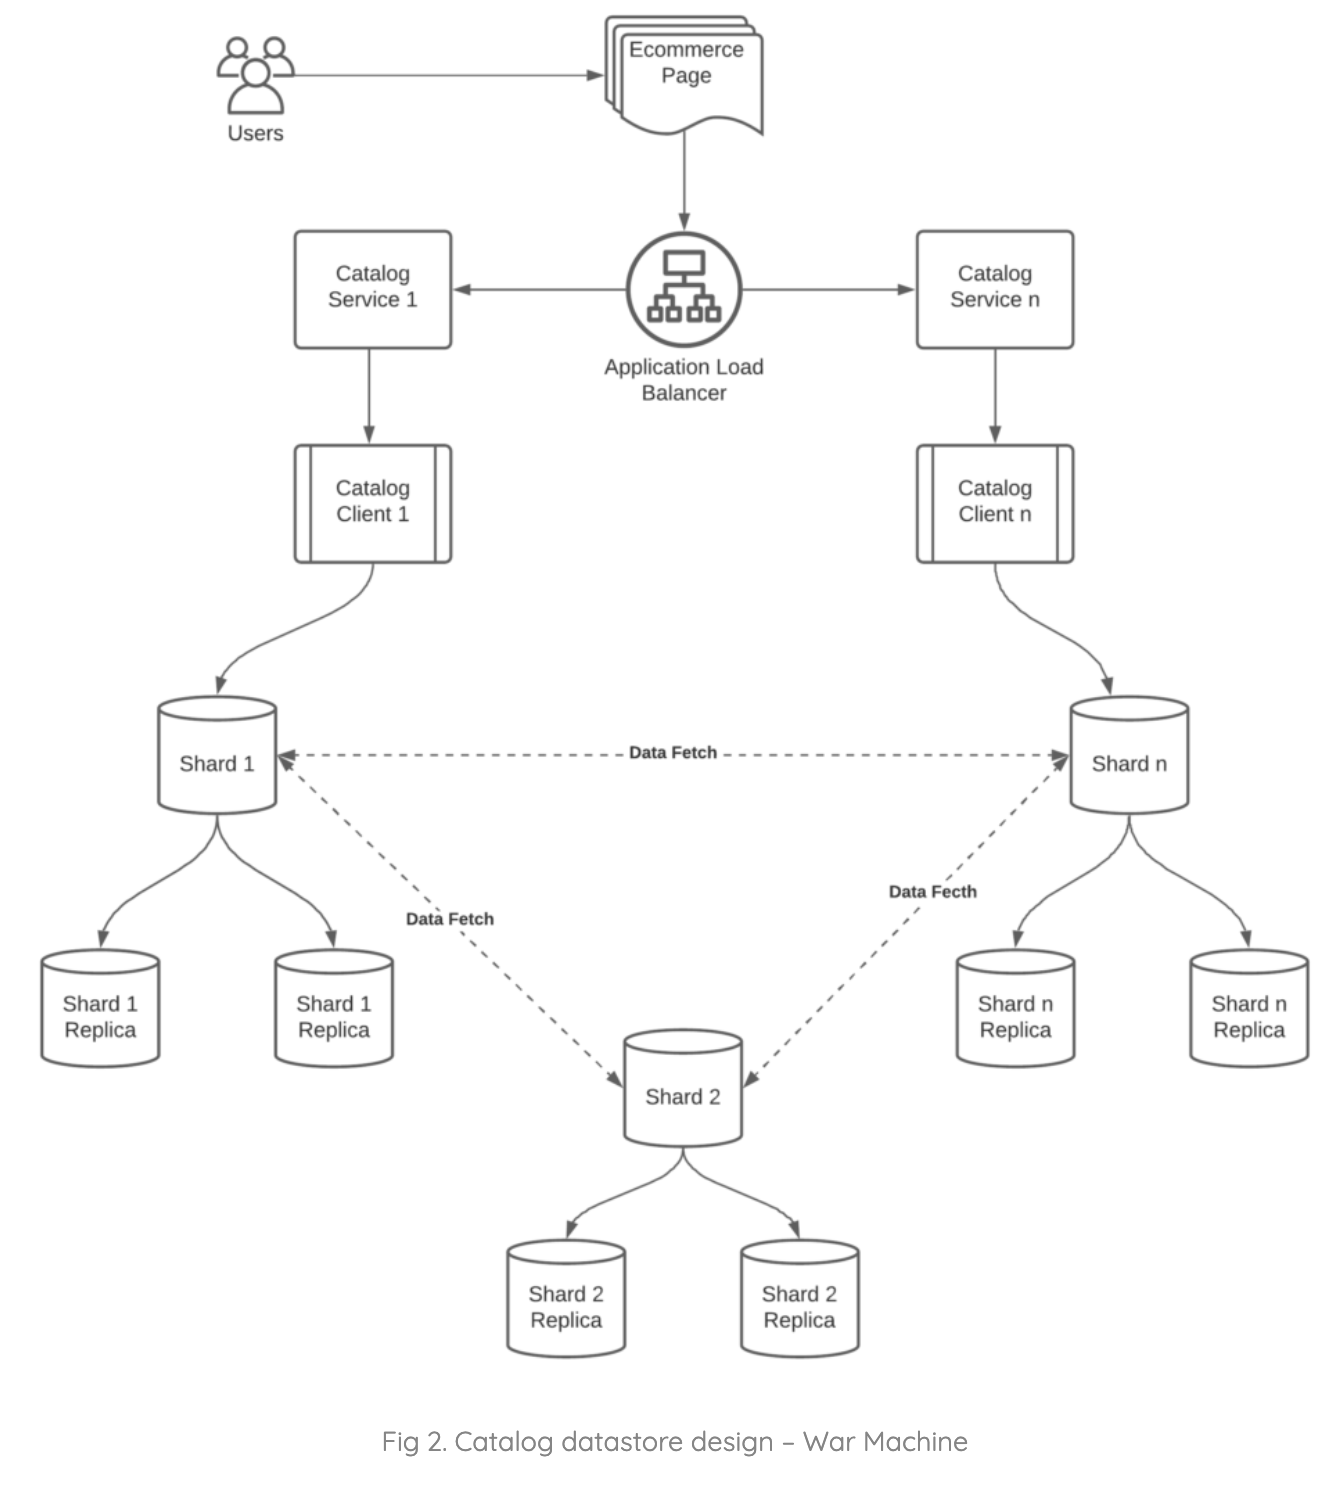 Ecommerce
Page
Users
Catalog
Service 1
Catalog
Service n
Application Load
Balancer
Catalog
Client 1
Catalog
Client n
Shard 1
Data Fetch
Shard n
Data Fetch
Data Fecth
Shard 1
Replica
Shard 1
Replica
Shard n
Replica
Shard n
Replica
Shard 2
Shard 2
Replica
Shard 2
Replica
Fig 2. Catalog datastore design – War Machine